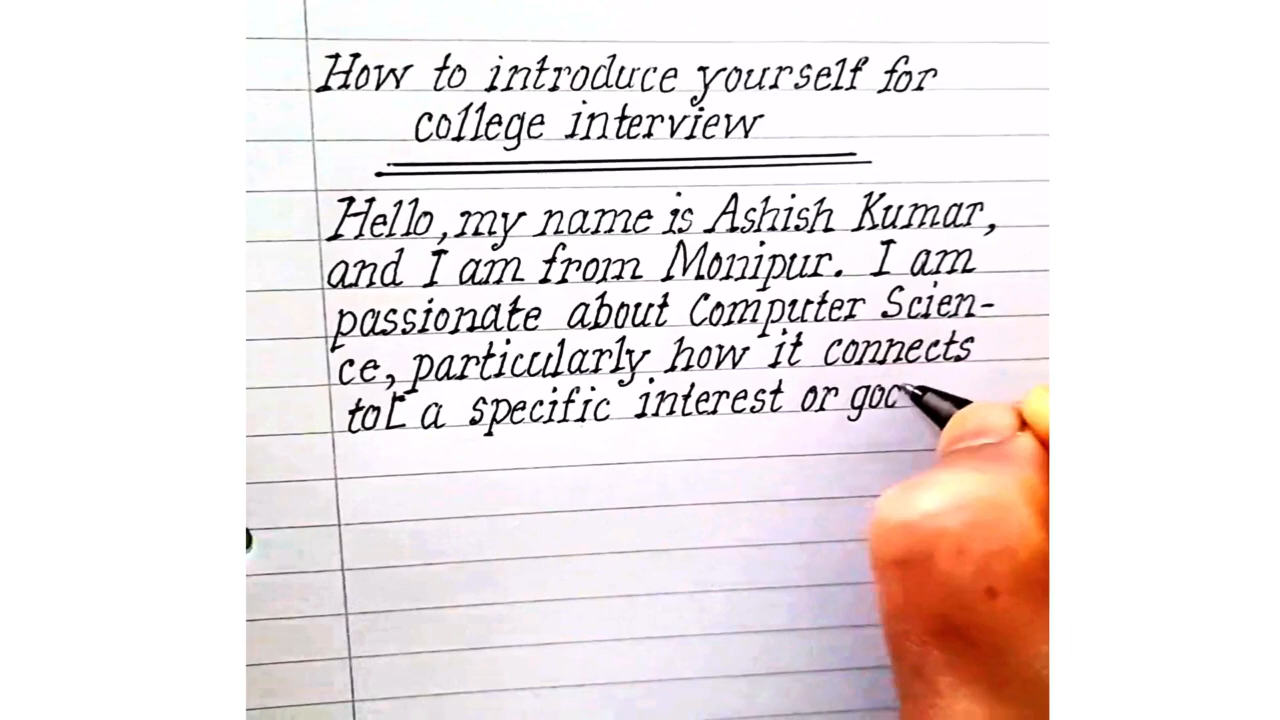 How to introduce yourself for
college interview
Hello, my name is Ashish Kumar,
and I am from Monipur. I am
passionate about Computer Scien-
ce, particularly how it connects
to[ a specific interest or goa